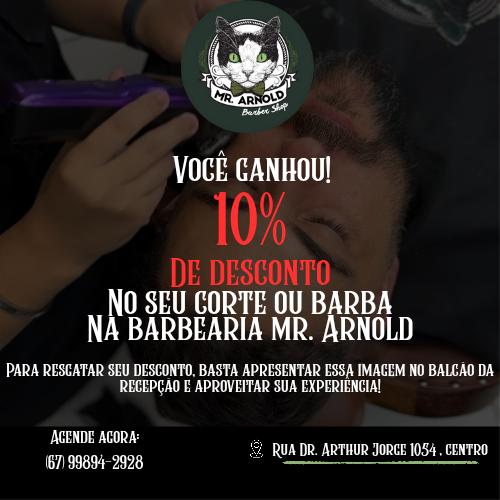 MR. ARNOLD
Barber Shop
Você ganhou!
10%
De desconto
No seu corte ou barba
Na barbearia mr. Arnold
Para resgatar seu desconto, basta apresentar essa imagem no balcão da
recepção e aproveitar sua experiência!
Agende agora:
(67) 99894-2928
Rua Dr. Arthur Jorge 1054 , centro